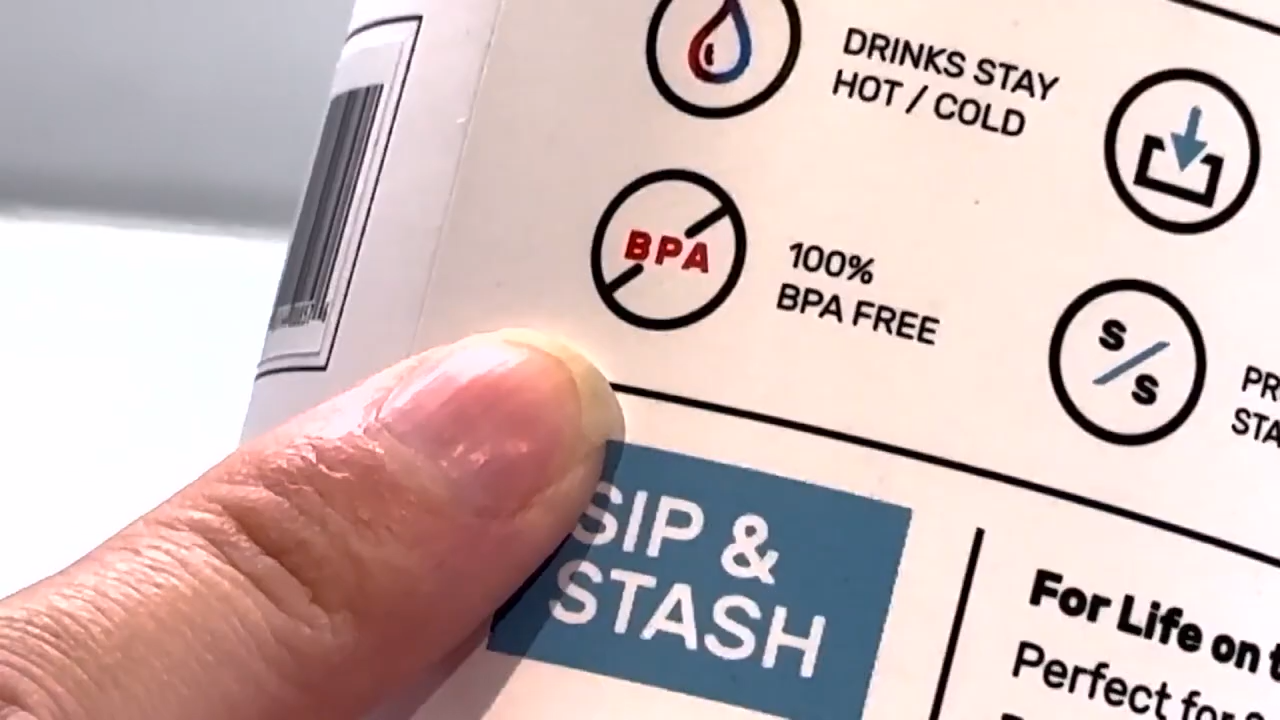 DRINKS STAY
HOT / COLD
BPA
100%
BPA FREE
S/S
SIP &
STASH
For Life on
Perfect for